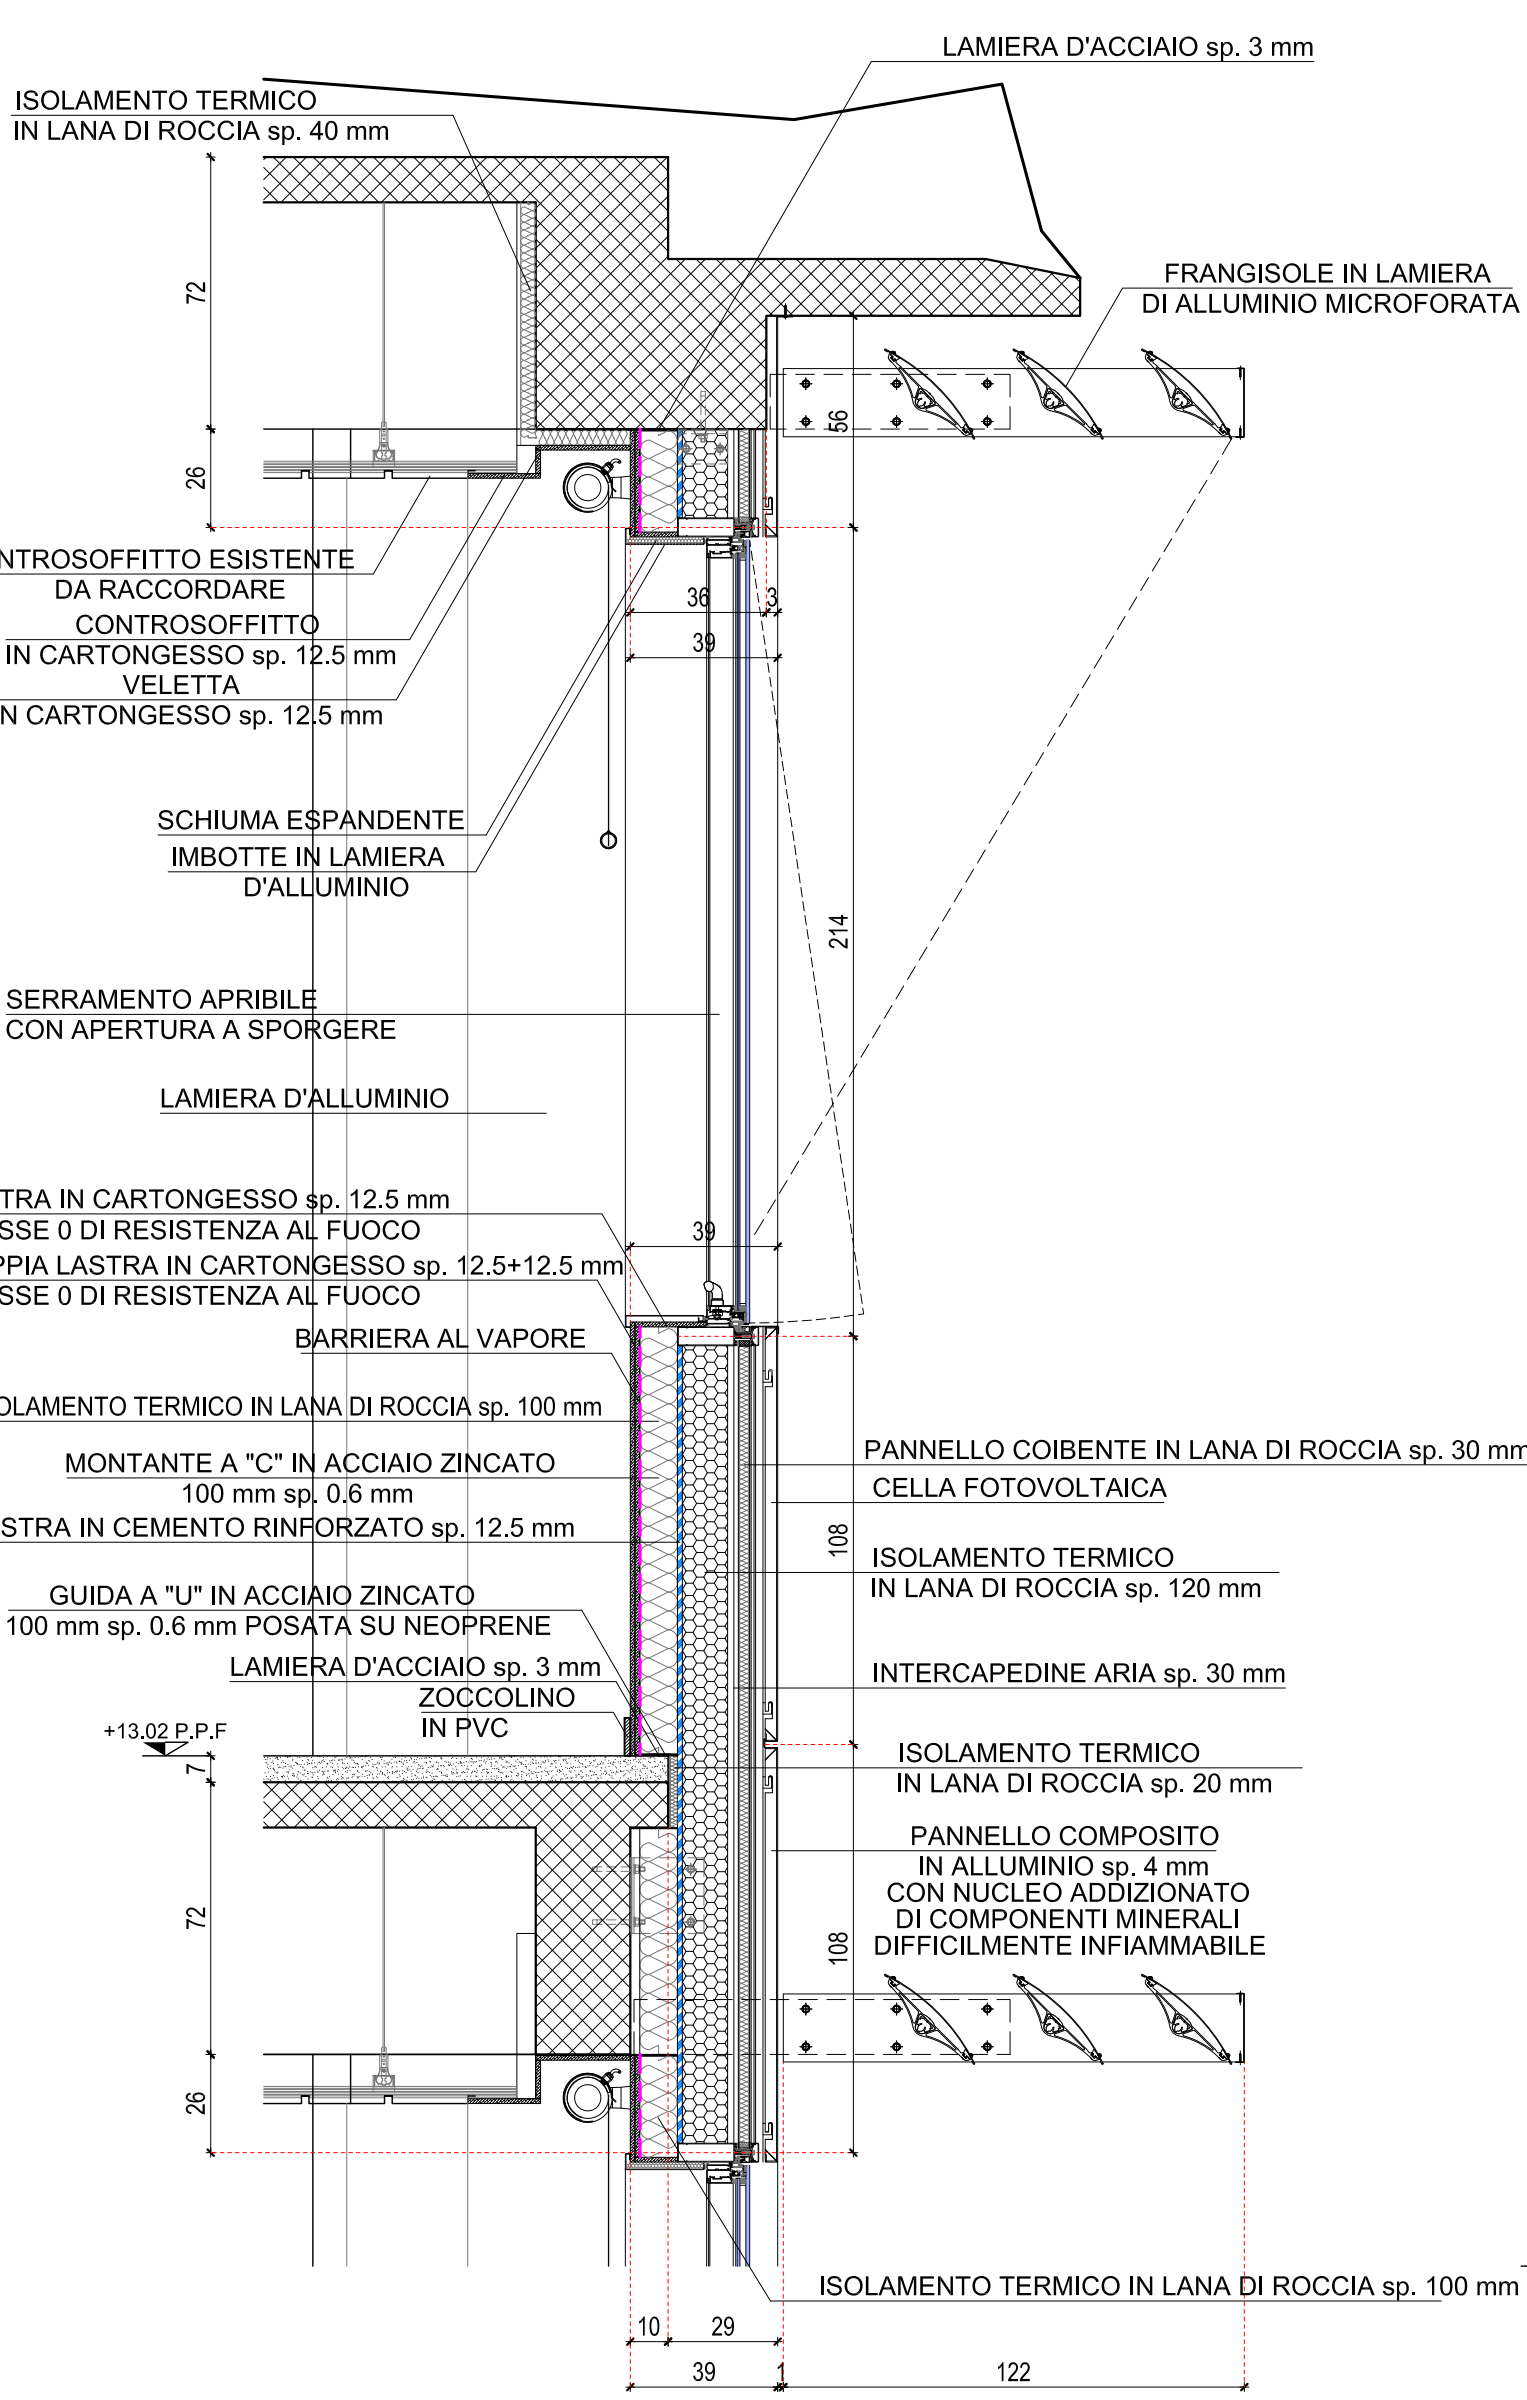 LAMIERA D'ACCIAIO sp. 3 mm
ISOLAMENTO TERMICO
IN LANA DI ROCCIA sp. 40 mm
FRANGISOLE IN LAMIERA
DI ALLUMINIO MICROFORATA
72
56
26
NTROSOFFITTO ESISTENTE
DA RACCORDARE
CONTROSOFFITTO
IN CARTONGESSO sp. 12.5 mm
VELETTA
N CARTONGESSO sp. 12.5 mm
36
3
39
SCHIUMA ESPANDENTE
IMBOTTE IN LAMIERA
D'ALLUMINIO
214
SERRAMENTO APRIBILE
CON APERTURA A SPORGERE
LAMIERA D'ALLUMINIO
TRA IN CARTONGESSO sp. 12.5 mm
SSE 0 DI RESISTENZA AL FUOCO
39
PPIA LASTRA IN CARTONGESSO sp. 12.5+12.5 mm
SSE 0 DI RESISTENZA AL FUOCO
BARRIERA AL VAPORE
OLAMENTO TERMICO IN LANA DI ROCCIA sp. 100 mm
MONTANTE A "C" IN ACCIAIO ZINCATO
100 mm sp. 0.6 mm
STRA IN CEMENTO RINFORZATO sp. 12.5 mm
GUIDA A "U" IN ACCIAIO ZINCATO
100 mm sp. 0.6 mm POSATA SU NEOPRENE
LAMIERA D'ACCIAIO sp. 3 mm
ZOCCOLINO
IN PVC
+13.02 P.P.F
7
PANNELLO COIBENTE IN LANA DI ROCCIA sp. 30 mm
CELLA FOTOVOLTAICA
108
ISOLAMENTO TERMICO
IN LANA DI ROCCIA sp. 120 mm
INTERCAPEDINE ARIA sp. 30 mm
ISOLAMENTO TERMICO
IN LANA DI ROCCIA sp. 20 mm
PANNELLO COMPOSITO
IN ALLUMINIO sp. 4 mm
CON NUCLEO ADDIZIONATO
DI COMPONENTI MINERALI
DIFFICILMENTE INFIAMMABILE
72
108
26
ISOLAMENTO TERMICO IN LANA DI ROCCIA sp. 100 mm
10
29
39
1
122